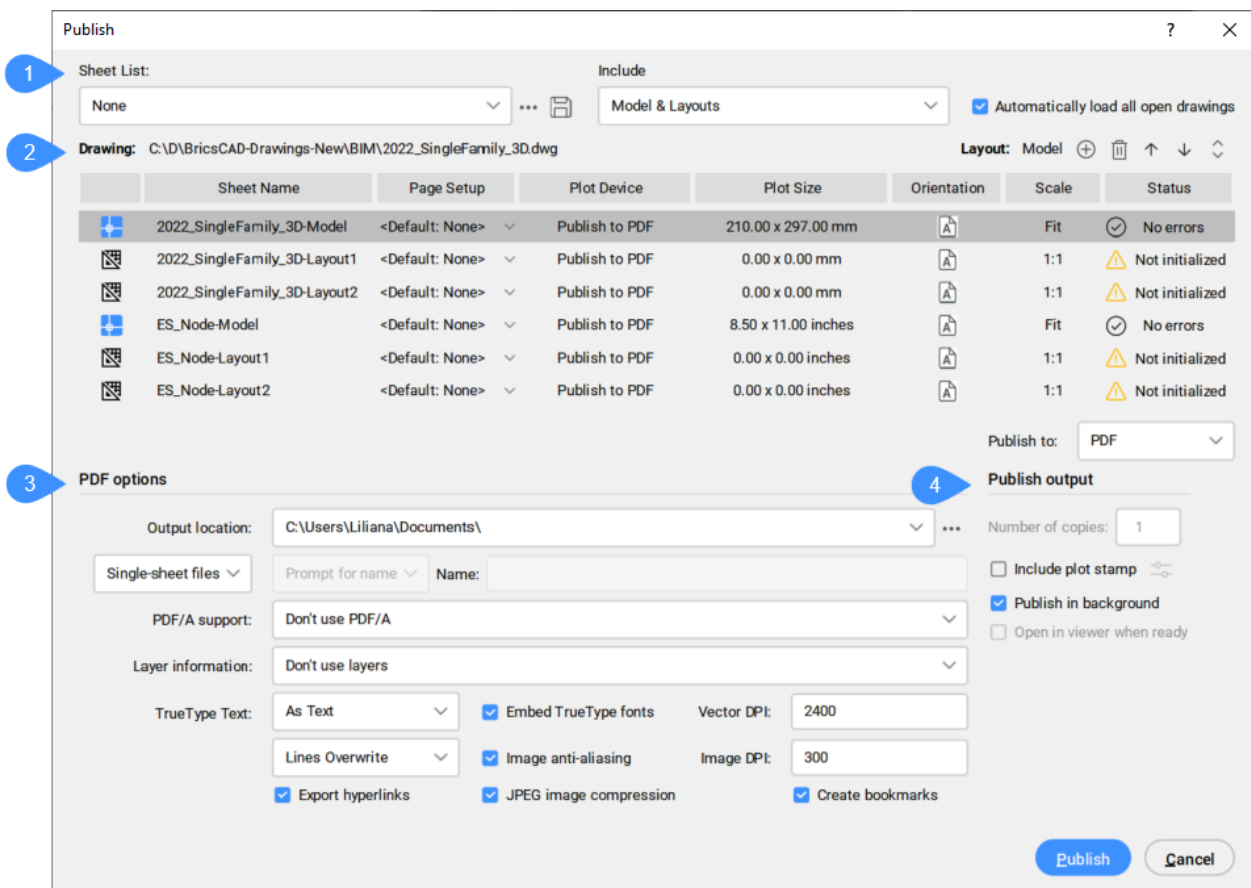 Publish ?
1 Sheet List: Include
None ... Model & Layouts Automatically load all open drawings
2 Drawing: C:\D\BricsCAD-Drawings-New\BIM\2022_SingleFamily_3D.dwg Layout: Model
Sheet Name Page Setup Plot Device Plot Size Orientation Scale Status
2022_SingleFamily_3D-Model <Default: None> Publish to PDF 210.00 x 297.00 mm A Fit No errors
2022_SingleFamily_3D-Layout1 <Default: None> Publish to PDF 0.00 x 0.00 mm A 1:1 Not initialized
2022_SingleFamily_3D-Layout2 <Default: None> Publish to PDF 0.00 x 0.00 mm A 1:1 Not initialized
ES_Node-Model <Default: None> Publish to PDF 8.50 x 11.00 inches A Fit No errors
ES_Node-Layout1 <Default: None> Publish to PDF 0.00 x 0.00 inches A 1:1 Not initialized
ES_Node-Layout2 <Default: None> Publish to PDF 0.00 x 0.00 inches A 1:1 Not initialized
Publish to: PDF
3 PDF options 4 Publish output
Output location: C:\Users\Liliana\Documents\ ... Number of copies: 1
Single-sheet files Prompt for name Name: Include plot stamp
Publish in background
PDF/A support: Don't use PDF/A
Open in viewer when ready
Layer information: Don't use layers
TrueType Text: As Text Embed TrueType fonts Vector DPI: 2400
Lines Overwrite Image anti-aliasing Image DPI: 300
Export hyperlinks JPEG image compression Create bookmarks
Publish Cancel